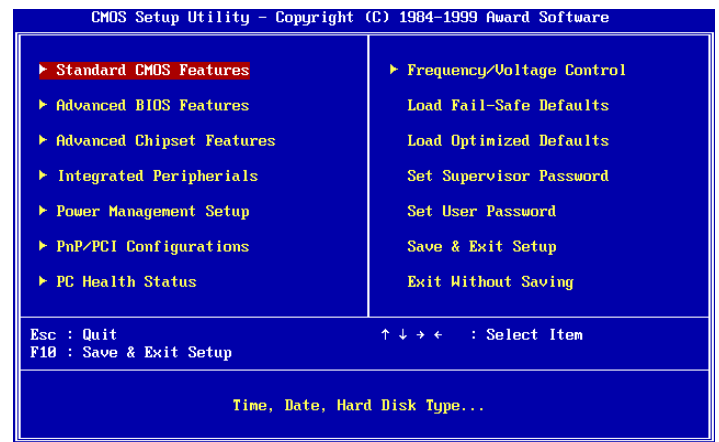 CMOS Setup Utility - Copyright (C) 1984-1999 Award Software
▶ Standard CMOS Features
▶ Advanced BIOS Features
▶ Advanced Chipset Features
▶ Integrated Peripherials
▶ Power Management Setup
▶ PnP/PCI Configurations
▶ PC Health Status
▶ Frequency/Voltage Control
Load Fail-Safe Defaults
Load Optimized Defaults
Set Supervisor Password
Set User Password
Save & Exit Setup
Exit Without Saving
Esc : Quit
F10 : Save & Exit Setup
↑ ↓ → ← : Select Item
Time, Date, Hard Disk Type...